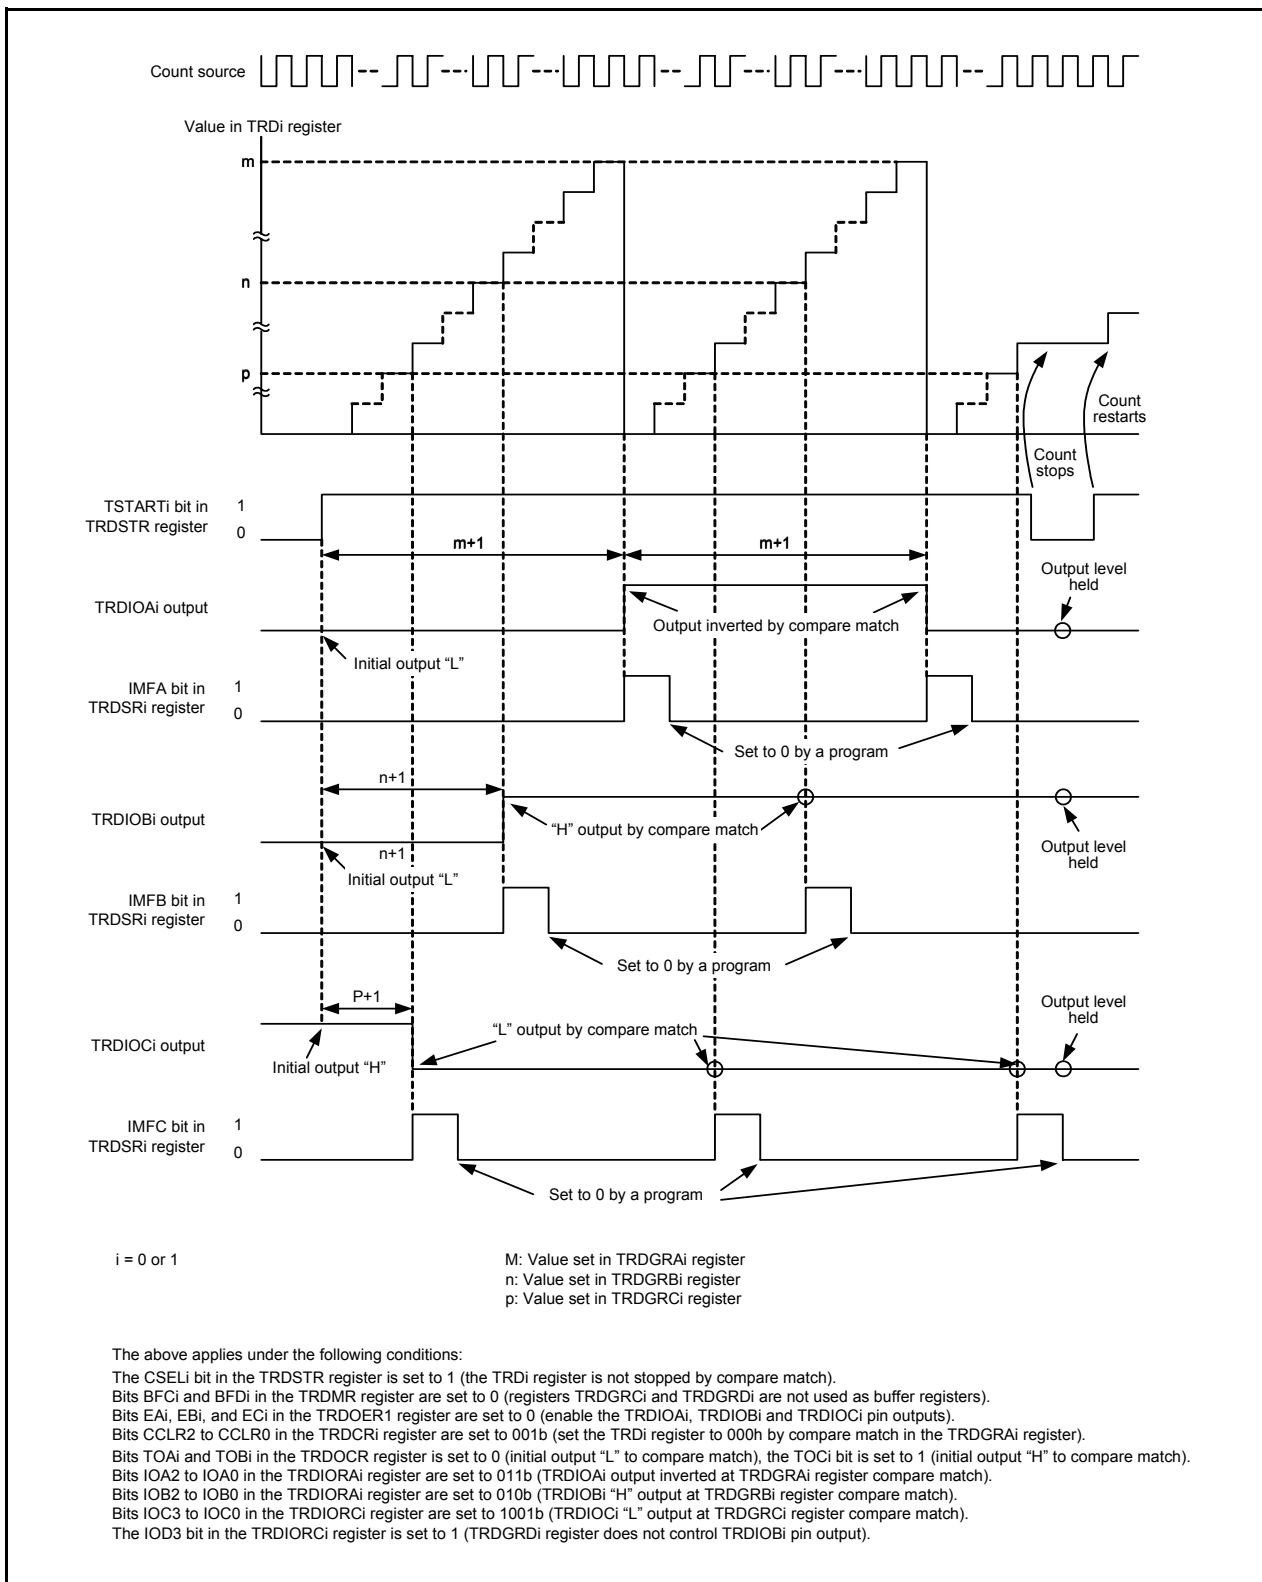 Count source
Value in TRDi register
m
n
p
Count
restarts
Count
stops
TSTARTi bit in
TRDSTR register
1
0
m+1
m+1
Output level
held
TRDIOAi output
Output inverted by compare match
Initial output “L”
IMFA bit in
TRDSRi register
1
0
Set to 0 by a program
n+1
TRDIOBi output
“H” output by compare match
n+1
Initial output “L”
Output level
held
IMFB bit in
TRDSRi register
1
0
Set to 0 by a program
P+1
Output level
held
“L” output by compare match
TRDIOCi output
Initial output “H”
IMFC bit in
TRDSRi register
1
0
Set to 0 by a program
i = 0 or 1
M: Value set in TRDGRAi register
n: Value set in TRDGRBi register
p: Value set in TRDGRCi register
The above applies under the following conditions:
The CSELi bit in the TRDSTR register is set to 1 (the TRDi register is not stopped by compare match).
Bits BFCi and BFDi in the TRDMR register are set to 0 (registers TRDGRCi and TRDGRDi are not used as buffer registers).
Bits EAi, EBi, and ECi in the TRDOER1 register are set to 0 (enable the TRDIOAi, TRDIOBi and TRDIOCi pin outputs).
Bits CCLR2 to CCLR0 in the TRDCRi register are set to 001b (set the TRDi register to 000h by compare match in the TRDGRAi register).
Bits TOAi and TOBi in the TRDOCR register is set to 0 (initial output “L” to compare match), the TOCi bit is set to 1 (initial output “H” to compare match).
Bits IOA2 to IOA0 in the TRDIORAi register are set to 011b (TRDIOAi output inverted at TRDGRAi register compare match).
Bits IOB2 to IOB0 in the TRDIORAi register are set to 010b (TRDIOBi “H” output at TRDGRBi register compare match).
Bits IOC3 to IOC0 in the TRDIORCi register are set to 1001b (TRDIOCi “L” output at TRDGRCi register compare match).
The IOD3 bit in the TRDIORCi register is set to 1 (TRDGRDi register does not control TRDIOBi pin output).